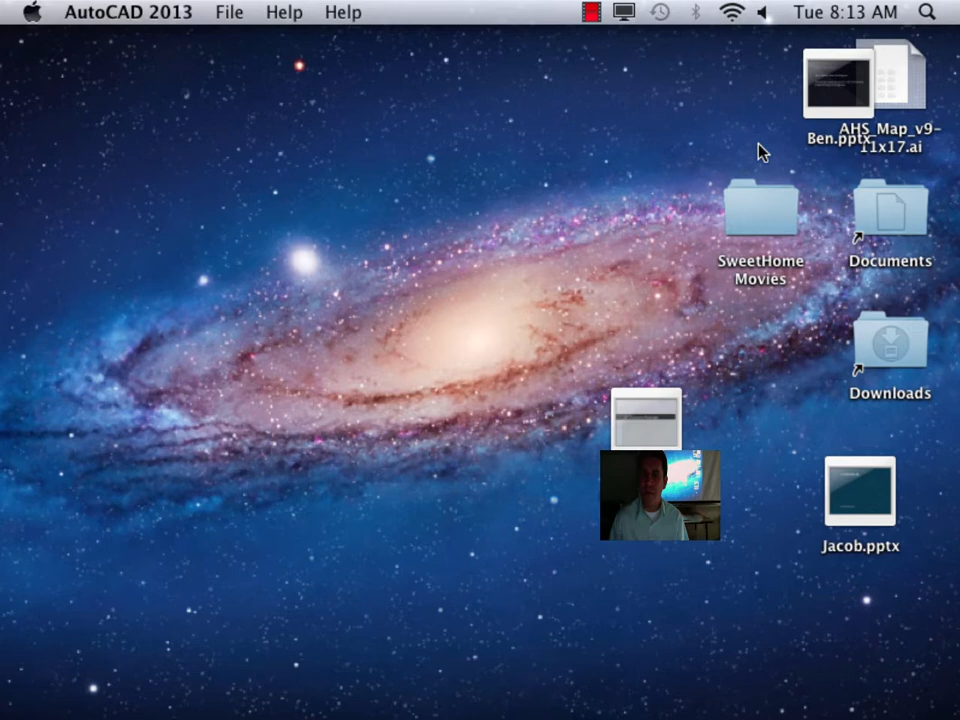 AutoCAD 2013 File Help Help Tue 8:13 AM
Ben.pptx
AHS_Map_v9-
11x17.ai
SweetHome
Movies
Documents
Downloads
Jacob.pptx